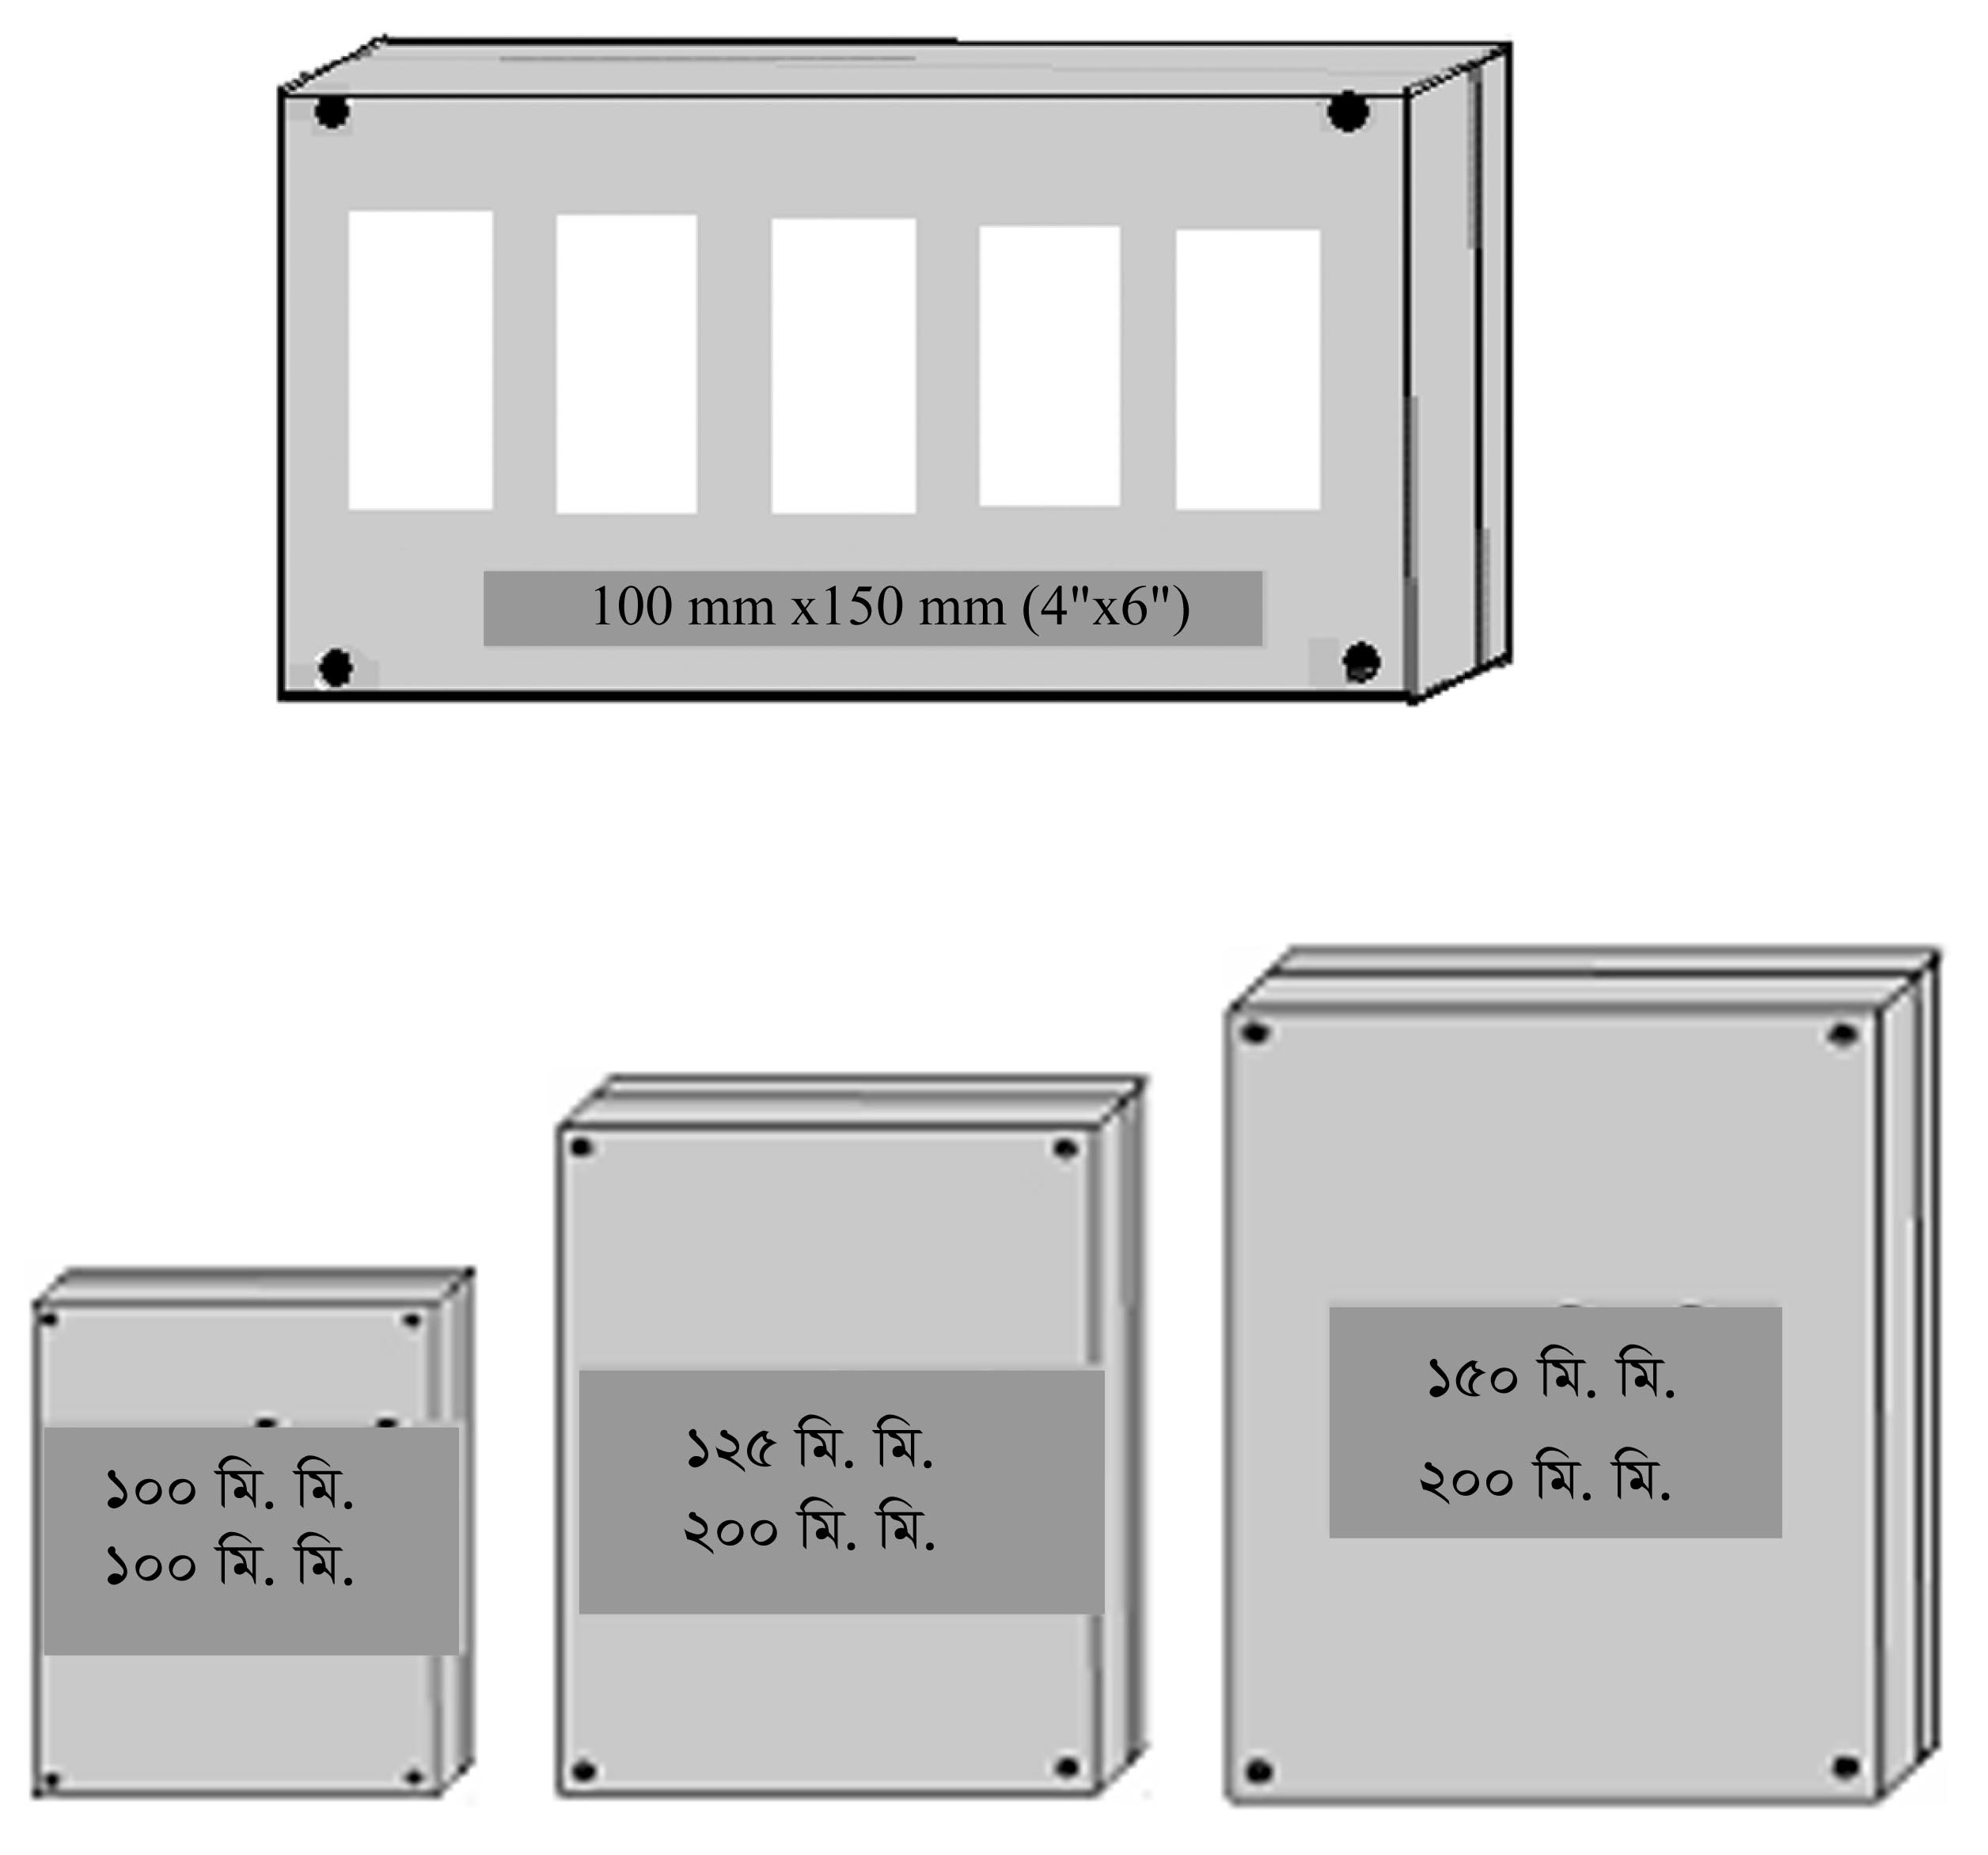 100 mm x150 mm (4"x6")
১০০ মি. মি.
১০০ মি. মি.
১২৫ মি. মি.
২০০ মি. মি.
১৫০ মি. মি.
২০০ মি. মি.